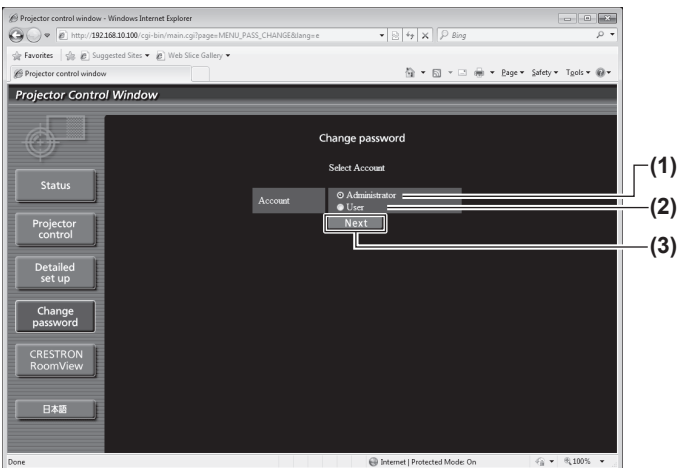 Projector control window - Windows Internet Explorer
http://192.168.10.100/cgi-bin/main.cgi?page=MENU_PASS_CHANGE&lang=e
Bing
Favorites Suggested Sites Web Slice Gallery
Projector control window
Page Safety Tools
Projector Control Window
Change password
Select Account
Account
Administrator
User
Next
(1)
(2)
(3)
Status
Projector
control
Detailed
set up
Change
password
CRESTRON
RoomView
日本語
Done
Internet | Protected Mode: On
100%